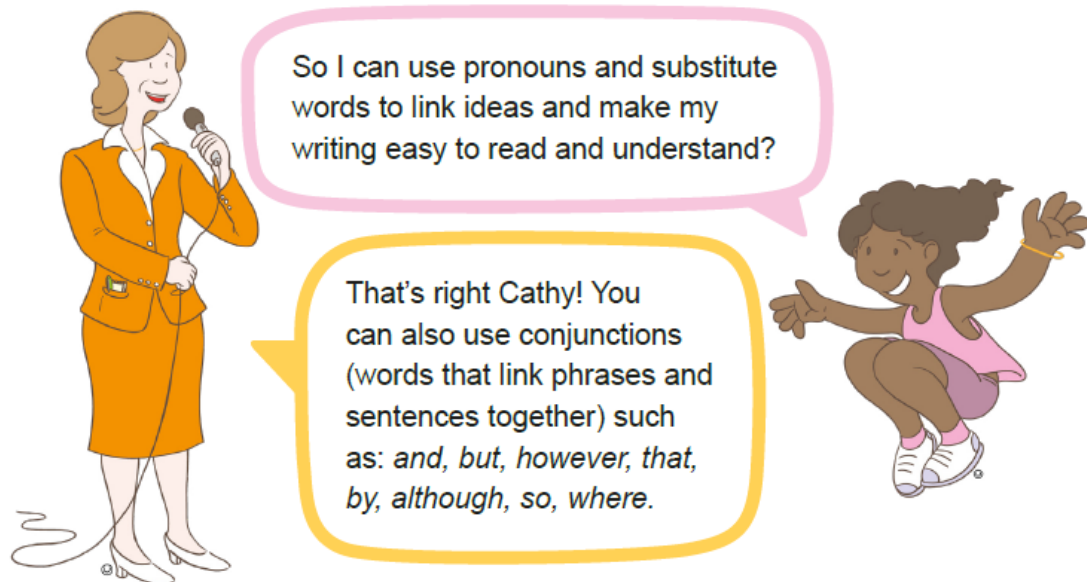 So I can use pronouns and substitute
words to link ideas and make my
writing easy to read and understand?
That's right Cathy! You
can also use conjunctions
(words that link phrases and
sentences together) such
as: and, but, however, that,
by, although, so, where.